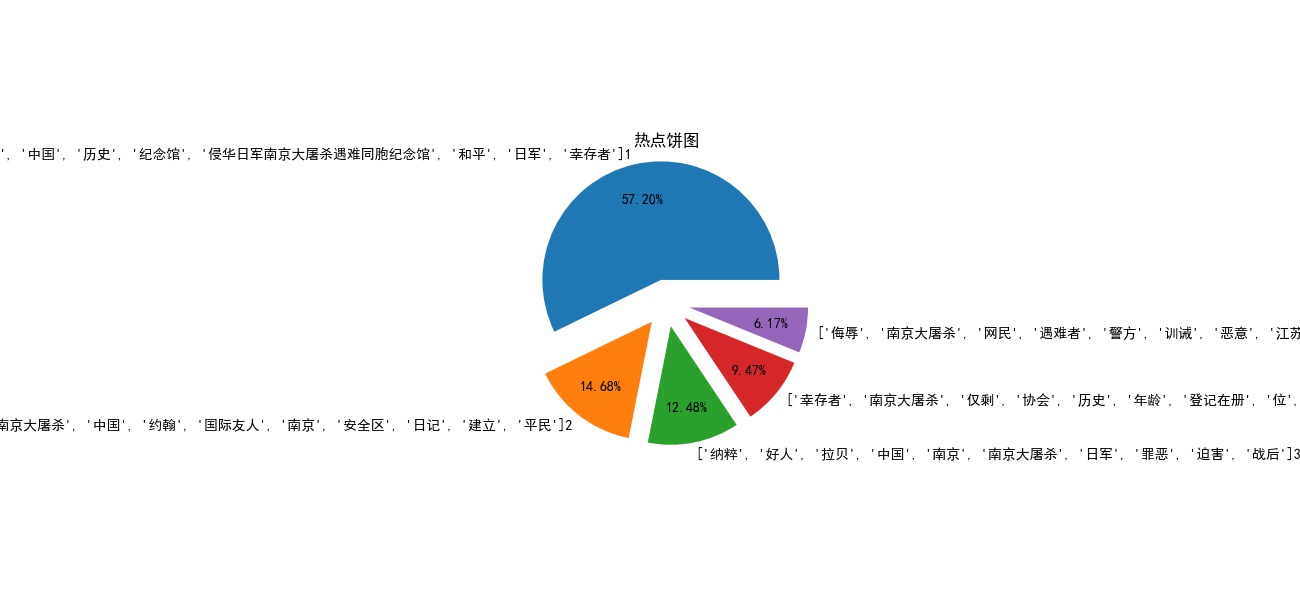 热点饼图
', '中国', '历史', '纪念馆', '侵华日军南京大屠杀遇难同胞纪念馆', '和平', '日军', '幸存者']1
57.20%
6.17%
['侮辱', '南京大屠杀', '网民', '遇难者', '警方', '训诫', '恶意', '江苏
9.47%
14.68%
['幸存者', '南京大屠杀', '仅剩', '协会', '历史', '年龄', '登记在册', '位',
12.48%
南京大屠杀', '中国', '约翰', '国际友人', '南京', '安全区', '日记', '建立', '平民']2
['纳粹', '好人', '拉贝', '中国', '南京', '南京大屠杀', '日军', '罪恶', '迫害', '战后']3